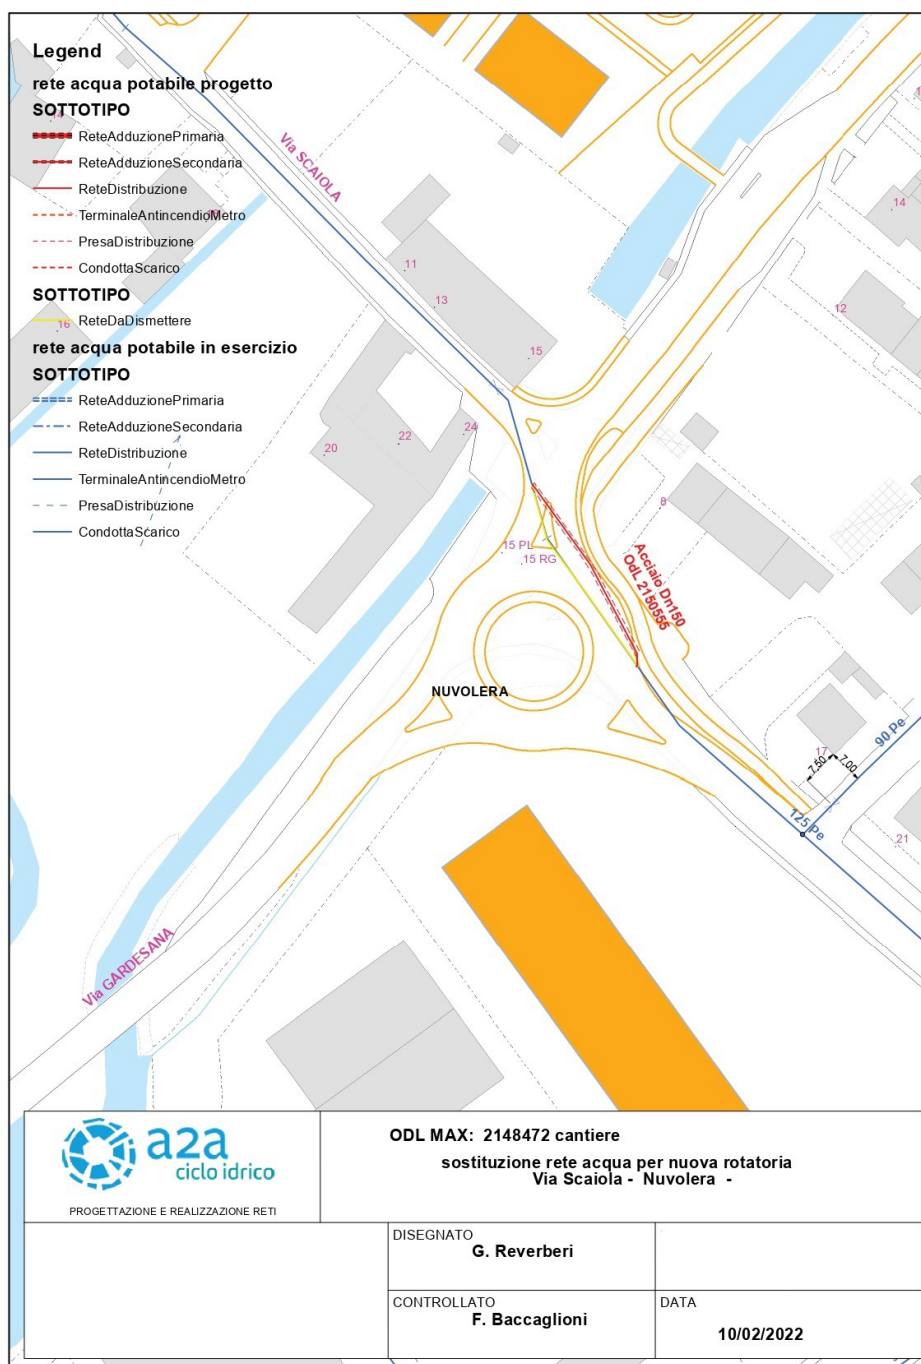 Legend
rete acqua potabile progetto
SOTTOTIPO
ReteAdduzionePrimaria
ReteAdduzioneSecondaria
ReteDistribuzione
TerminaleAntincendioMetro
PresaDistribuzione
CondottaScarico
SOTTOTIPO
ReteDaDismettere
rete acqua potabile in esercizio
SOTTOTIPO
ReteAdduzionePrimaria
ReteAdduzioneSecondaria
ReteDistribuzione
TerminaleAntincendioMetro
PresaDistribuzione
CondottaScarico
14
16
Via SCAIOLA
11
13
15
14
12
20
22
24
8
15 PL
15 RG
Acciaio Dn150
OdL 2150555
NUVOLERA
17
7,50
7,00
90 Pe
125 Pe
21
Via GARDESANA
a2a
ciclo idrico
PROGETTAZIONE E REALIZZAZIONE RETI
ODL MAX: 2148472 cantiere
sostituzione rete acqua per nuova rotatoria
Via Scaiola - Nuvolera -
DISEGNATO
G. Reverberi
CONTROLLATO
F. Baccaglioni
DATA
10/02/2022